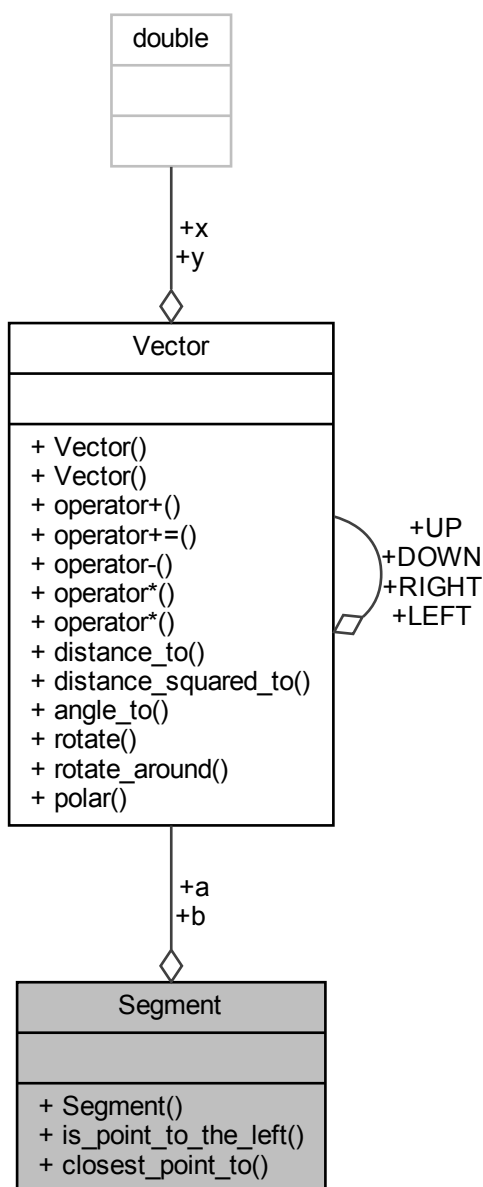 double
+x
+y
Vector
+ Vector()
+ Vector()
+ operator+()
+ operator+=()
+ operator-()
+ operator*()
+ operator*()
+ distance_to()
+ distance_squared_to()
+ angle_to()
+ rotate()
+ rotate_around()
+ polar()
+UP
+DOWN
+RIGHT
+LEFT
+a
+b
Segment
+ Segment()
+ is_point_to_the_left()
+ closest_point_to()